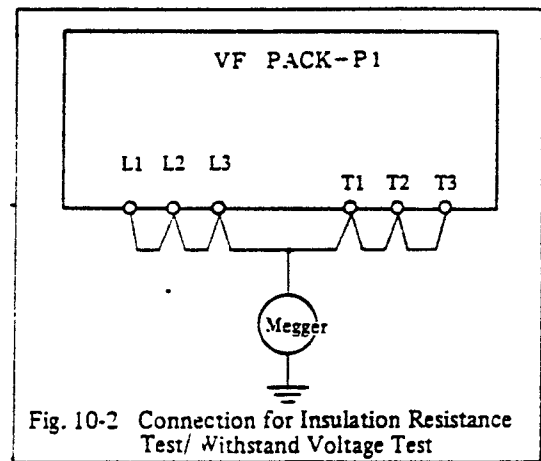 VF PACK-P1
L1 L2 L3
T1 T2 T3
Megger
Fig. 10-2 Connection for Insulation Resistance
Test/ Withstand Voltage Test